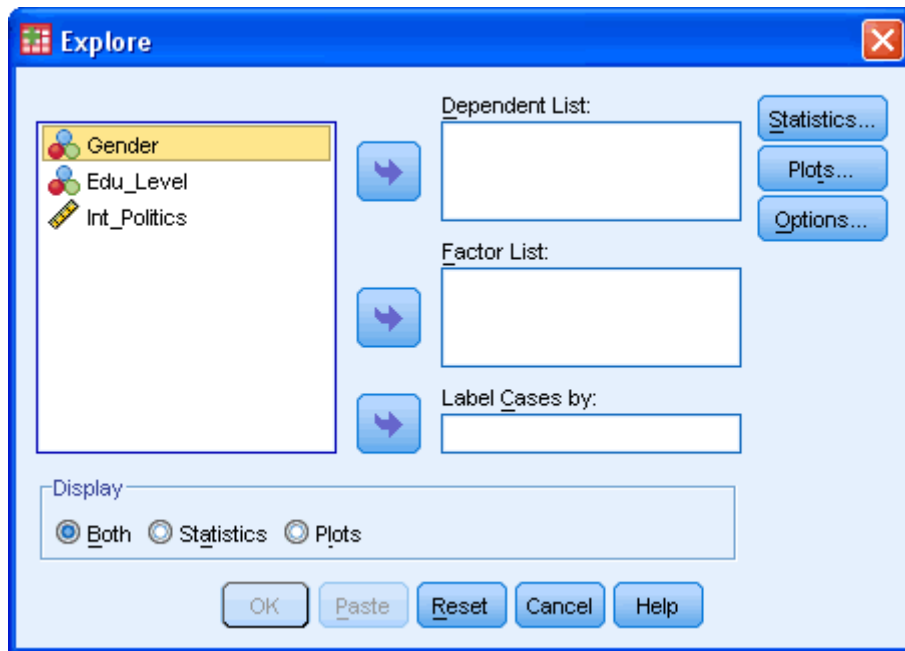 Explore
Gender
Edu_Level
Int_Politics
Dependent List:
Factor List:
Label Cases by:
Statistics...
Plots...
Options...
Display
Both Statistics Plots
OK Paste Reset Cancel Help